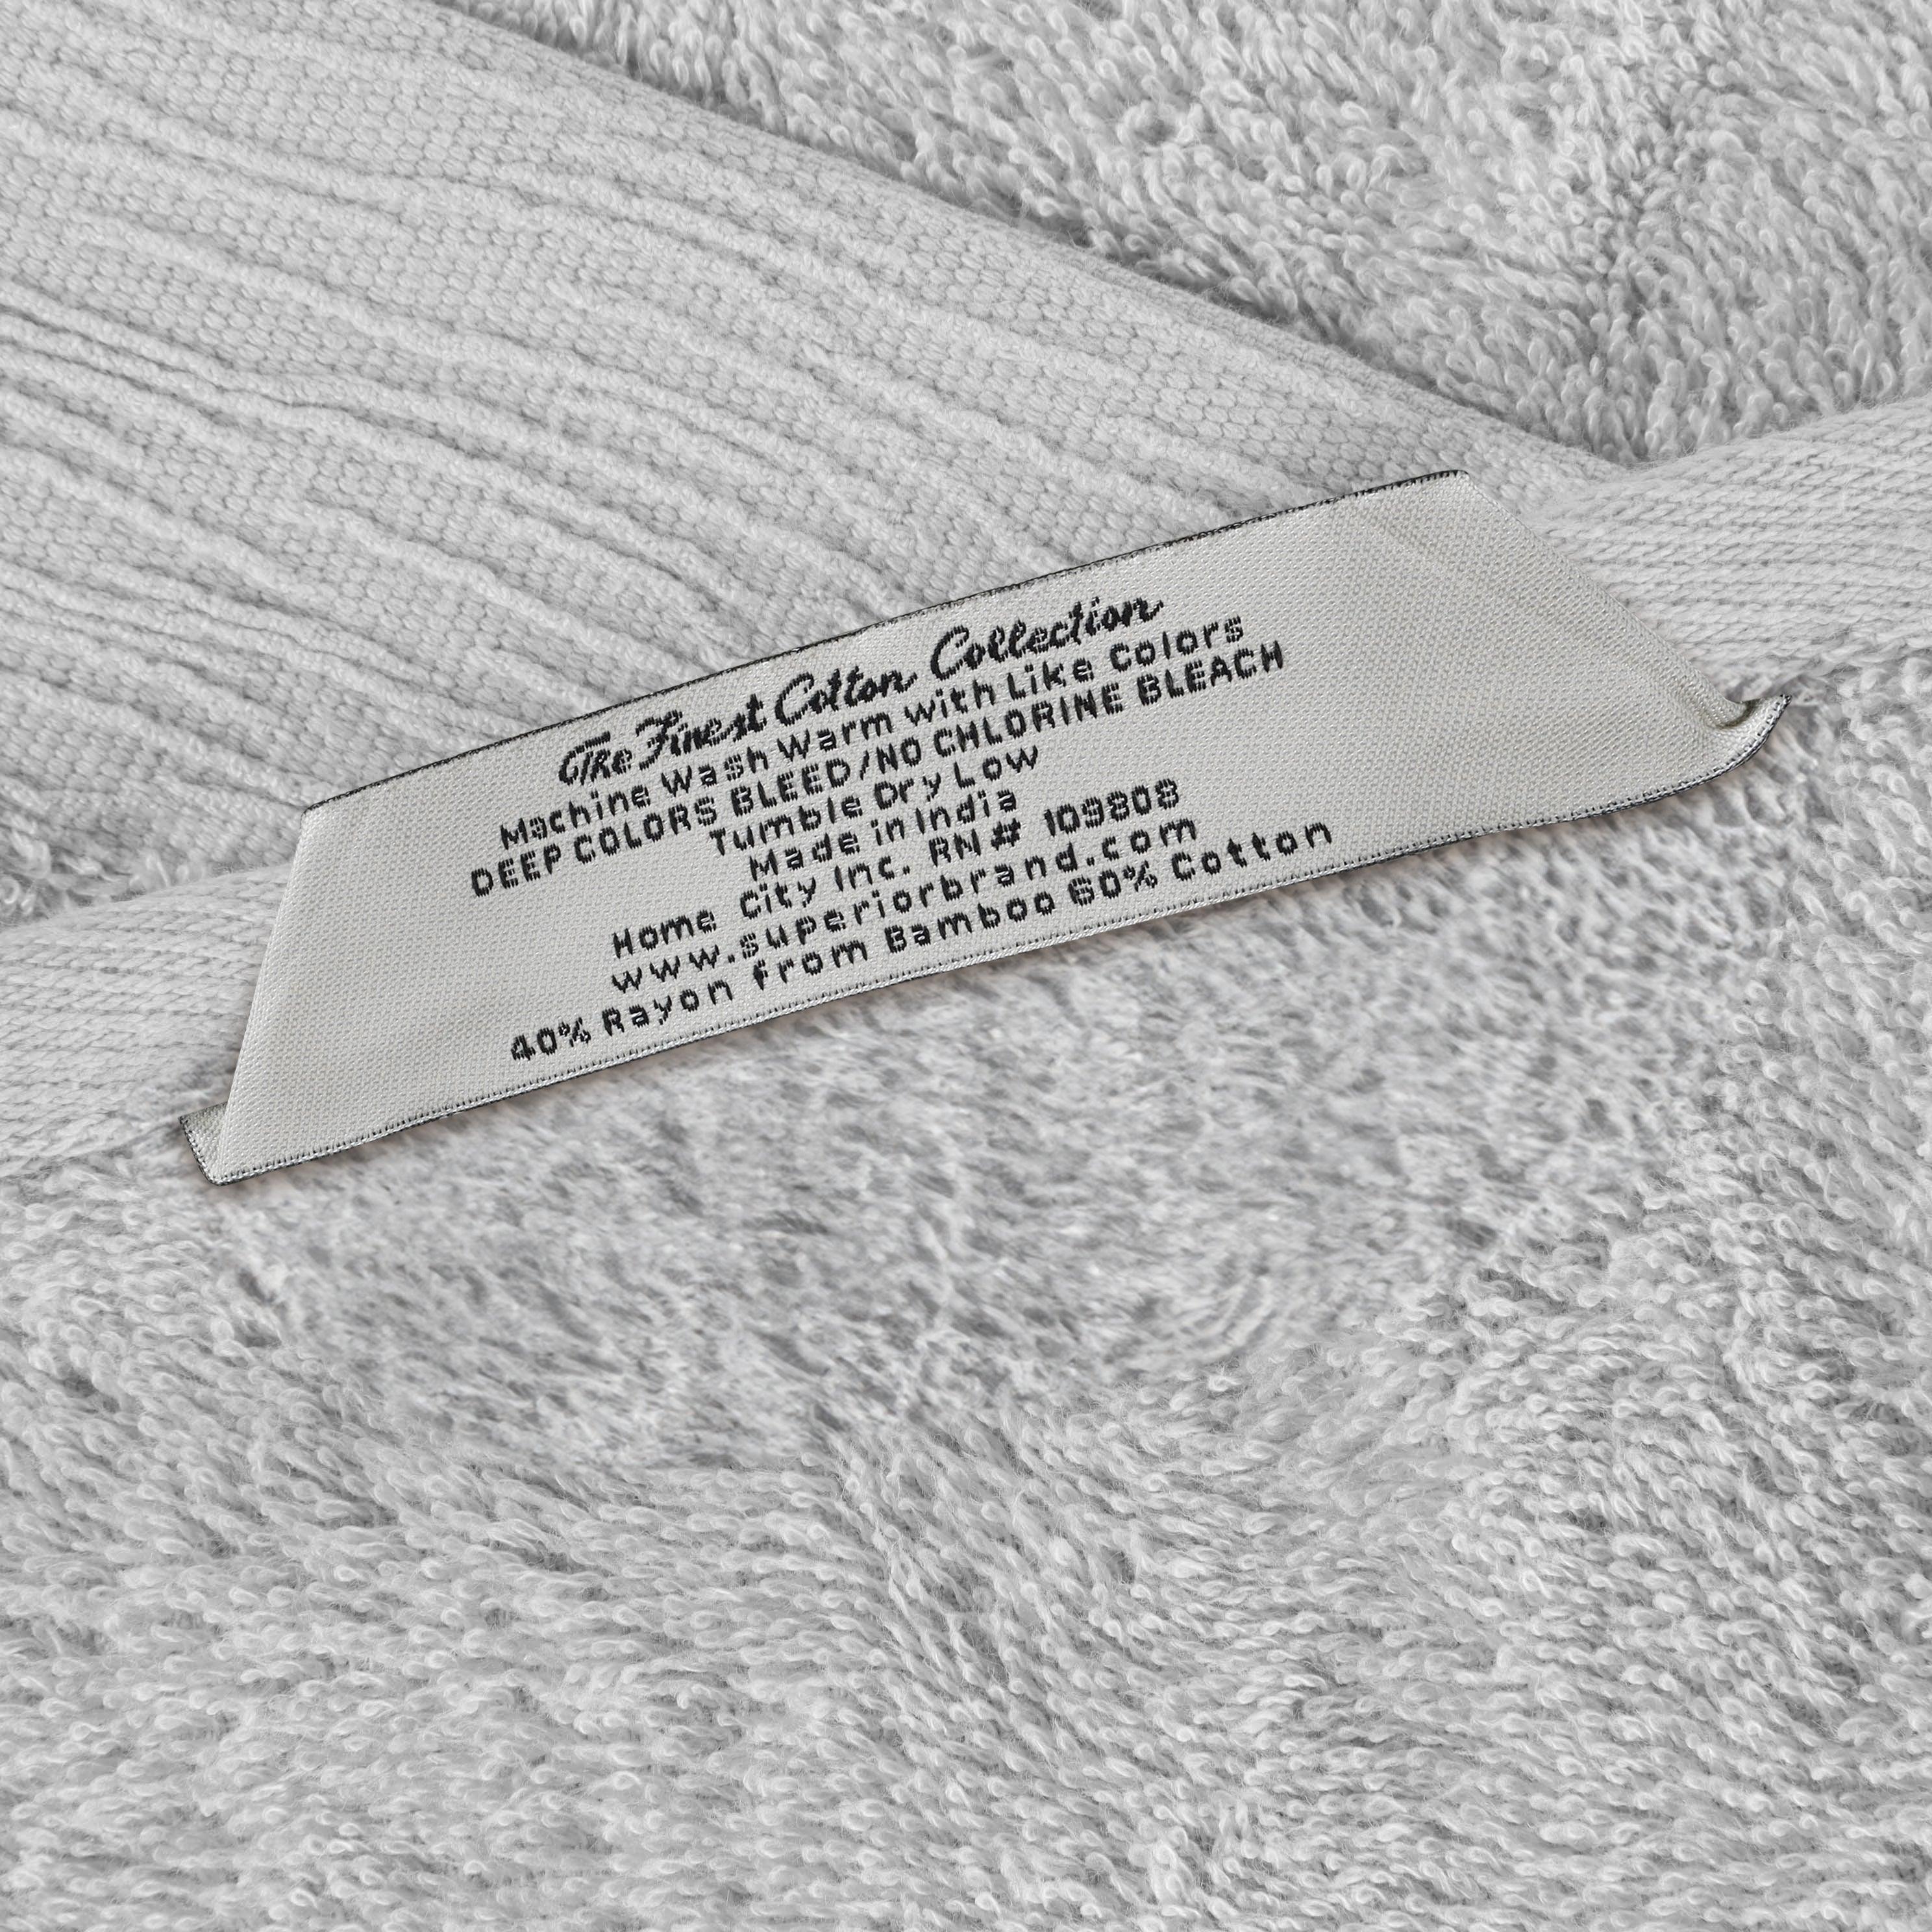 The Finest Cotton Collection
Machine Wash Warm with Like Colors
DEEP COLORS BLEED/NO CHLORINE BLEACH
Tumble Dry Low
Made in India
Home City Inc. RN# 109808
www.superiorbrand.com
40% Rayon from Bamboo 60% Cotton